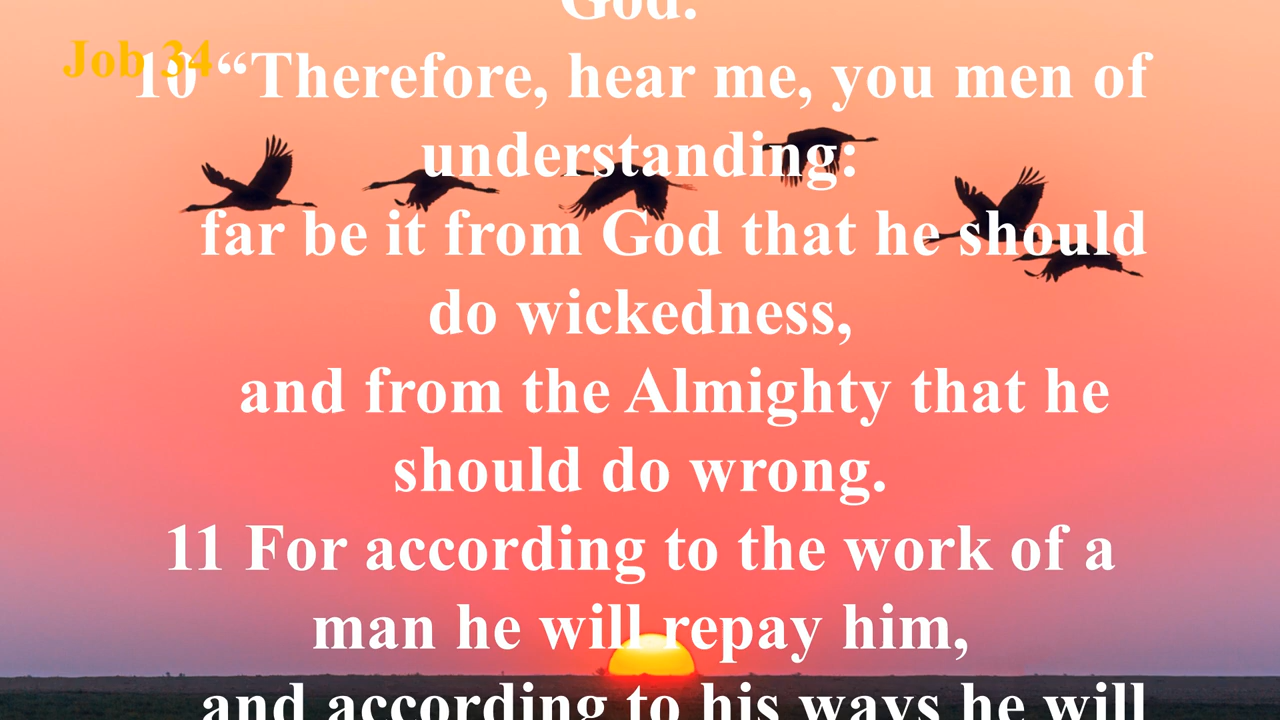 God.
Job 34
10 “Therefore, hear me, you men of
understanding:
far be it from God that he should
do wickedness,
and from the Almighty that he
should do wrong.
11 For according to the work of a
man he will repay him,
and according to his ways he will